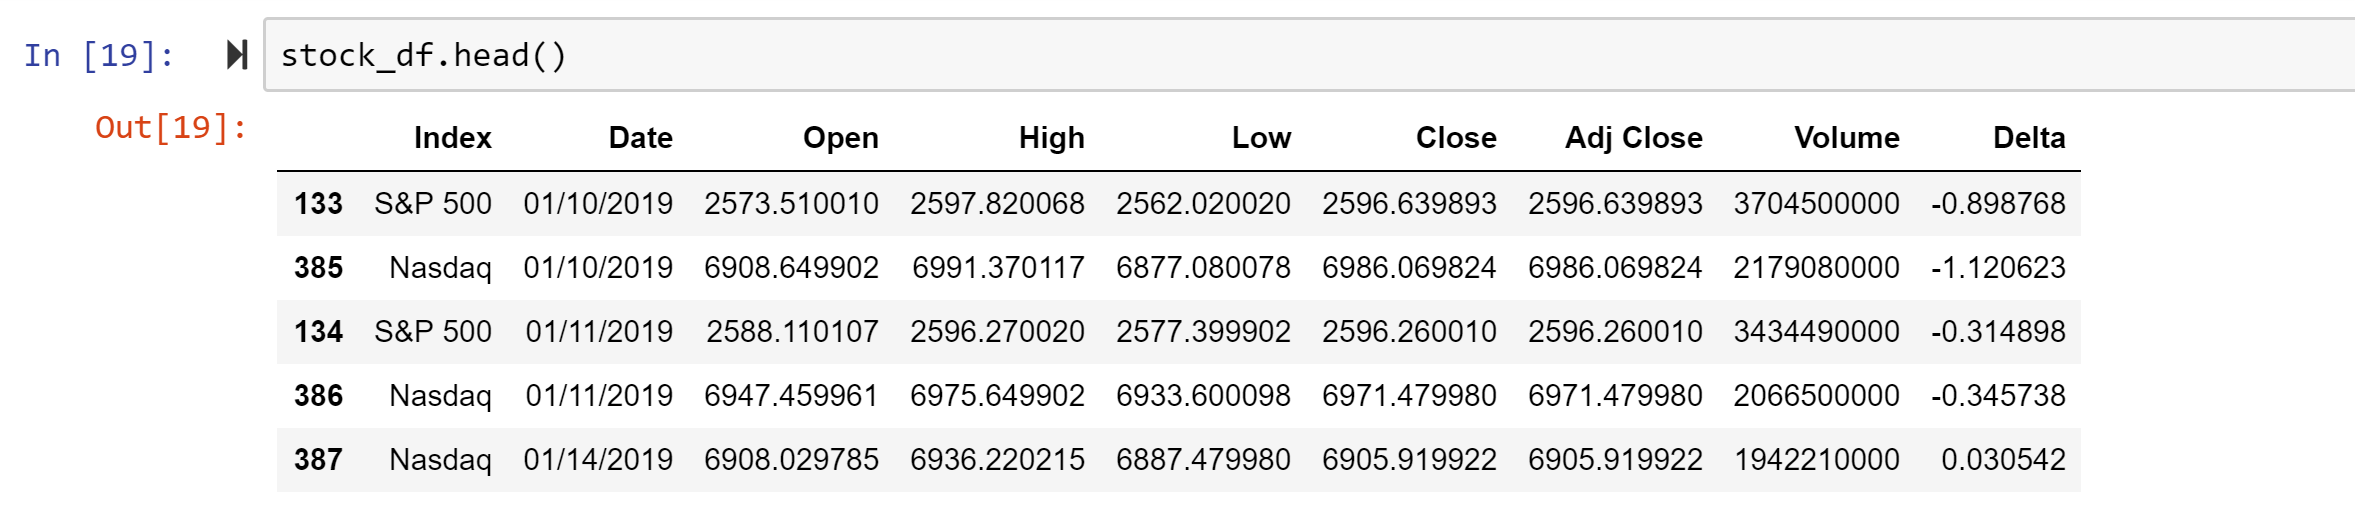 In [19]: stock_df.head()
Out[19]:
Index Date Open High Low Close Adj Close Volume Delta
133 S&P 500 01/10/2019 2573.510010 2597.820068 2562.020020 2596.639893 2596.639893 3704500000 -0.898768
385 Nasdaq 01/10/2019 6908.649902 6991.370117 6877.080078 6986.069824 6986.069824 2179080000 -1.120623
134 S&P 500 01/11/2019 2588.110107 2596.270020 2577.399902 2596.260010 2596.260010 3434490000 -0.314898
386 Nasdaq 01/11/2019 6947.459961 6975.649902 6933.600098 6971.479980 6971.479980 2066500000 -0.345738
387 Nasdaq 01/14/2019 6908.029785 6936.220215 6887.479980 6905.919922 6905.919922 1942210000 0.030542